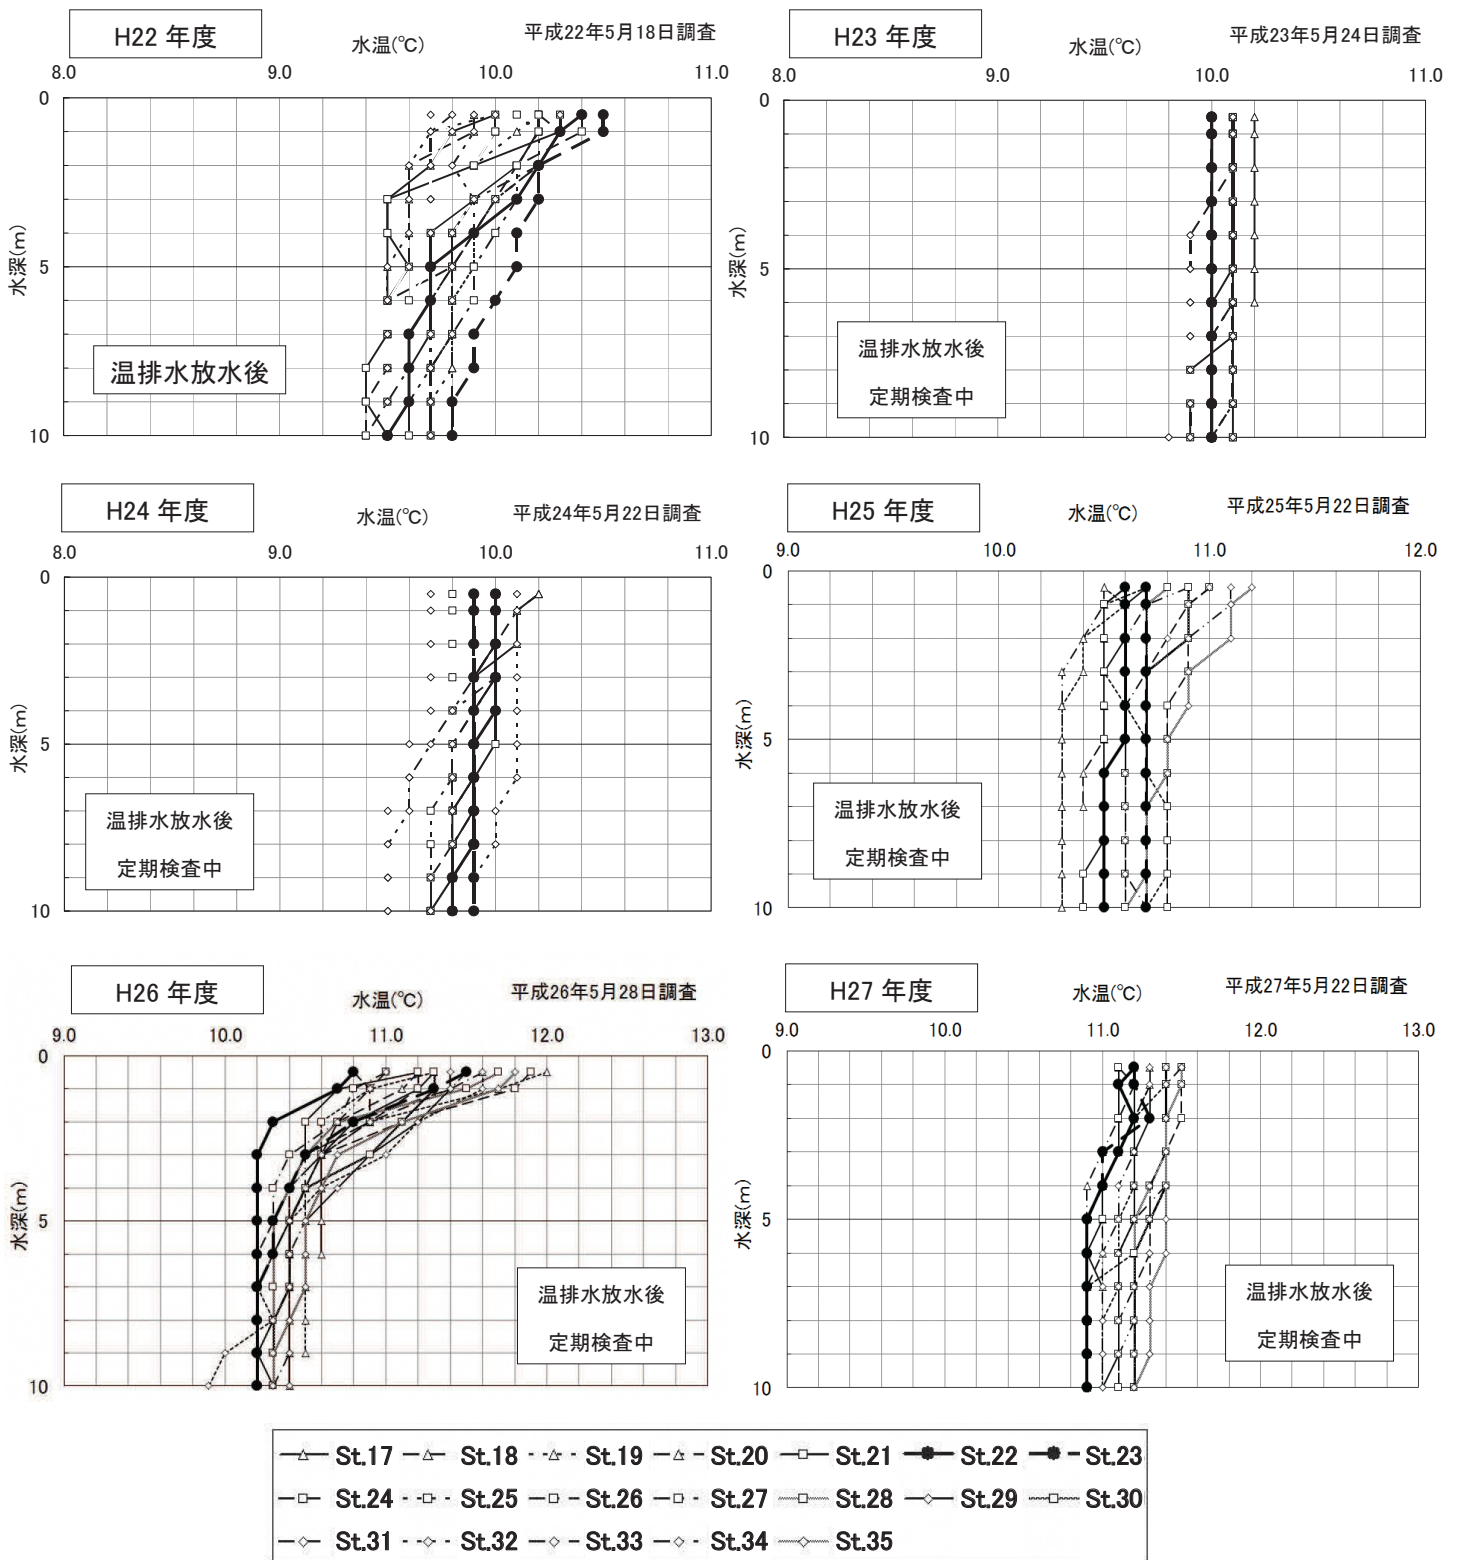 H22 年度
水温(℃)
平成22年5月18日調査
8.0 9.0 10.0 11.0
0
5
10
水深(m)
温排水放水後
H23 年度
水温(℃)
平成23年5月24日調査
8.0 9.0 10.0 11.0
0
5
10
水深(m)
温排水放水後
定期検査中
H24 年度
水温(℃)
平成24年5月22日調査
8.0 9.0 10.0 11.0
0
5
10
水深(m)
温排水放水後
定期検査中
H25 年度
水温(℃)
平成25年5月22日調査
9.0 10.0 11.0 12.0
0
5
10
水深(m)
温排水放水後
定期検査中
H26 年度
水温(℃)
平成26年5月28日調査
9.0 10.0 11.0 12.0 13.0
0
5
10
水深(m)
温排水放水後
定期検査中
H27 年度
水温(℃)
平成27年5月22日調査
9.0 10.0 11.0 12.0 13.0
0
5
10
水深(m)
温排水放水後
定期検査中
St.17 St.18 St.19 St.20 St.21 St.22 St.23
St.24 St.25 St.26 St.27 St.28 St.29 St.30
St.31 St.32 St.33 St.34 St.35